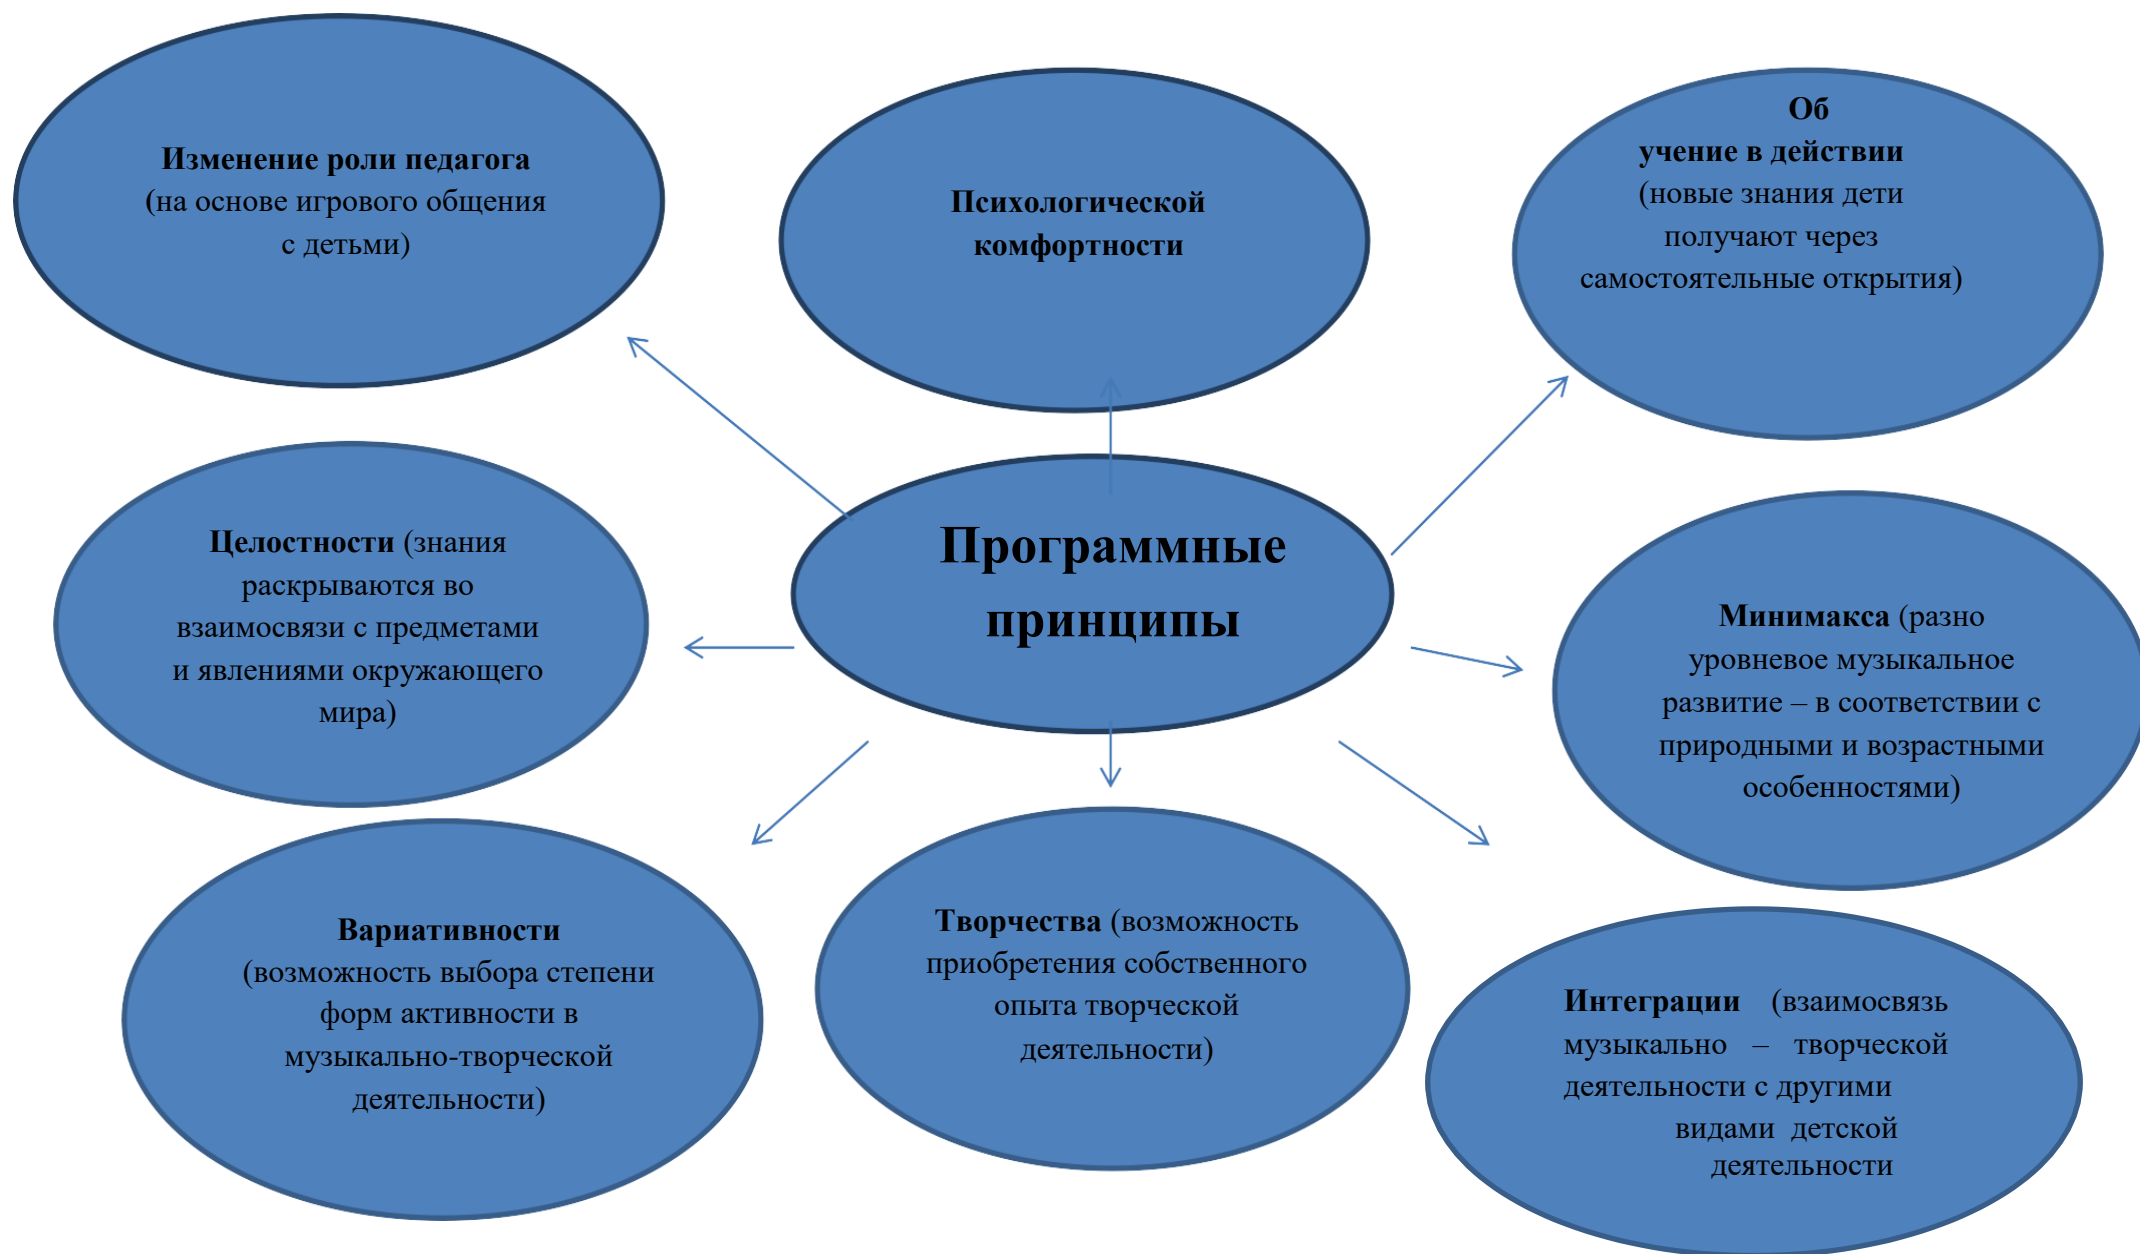 Изменение роли педагога
(на основе игрового общения
с детьми)
Психологической
комфортности
Об
учение в действии
(новые знания дети
получают через
самостоятельные открытия)
Целостности (знания
раскрываются во
взаимосвязи с предметами
и явлениями окружающего
мира)
Программные
принципы
Минимакса (разно
уровневое музыкальное
развитие – в соответствии с
природными и возрастными
особенностями)
Вариативности
(возможность выбора степени
форм активности в
музыкально-творческой
деятельности)
Творчества (возможность
приобретения собственного
опыта творческой
деятельности)
Интеграции (взаимосвязь
музыкально – творческой
деятельности с другими
видами детской
деятельности